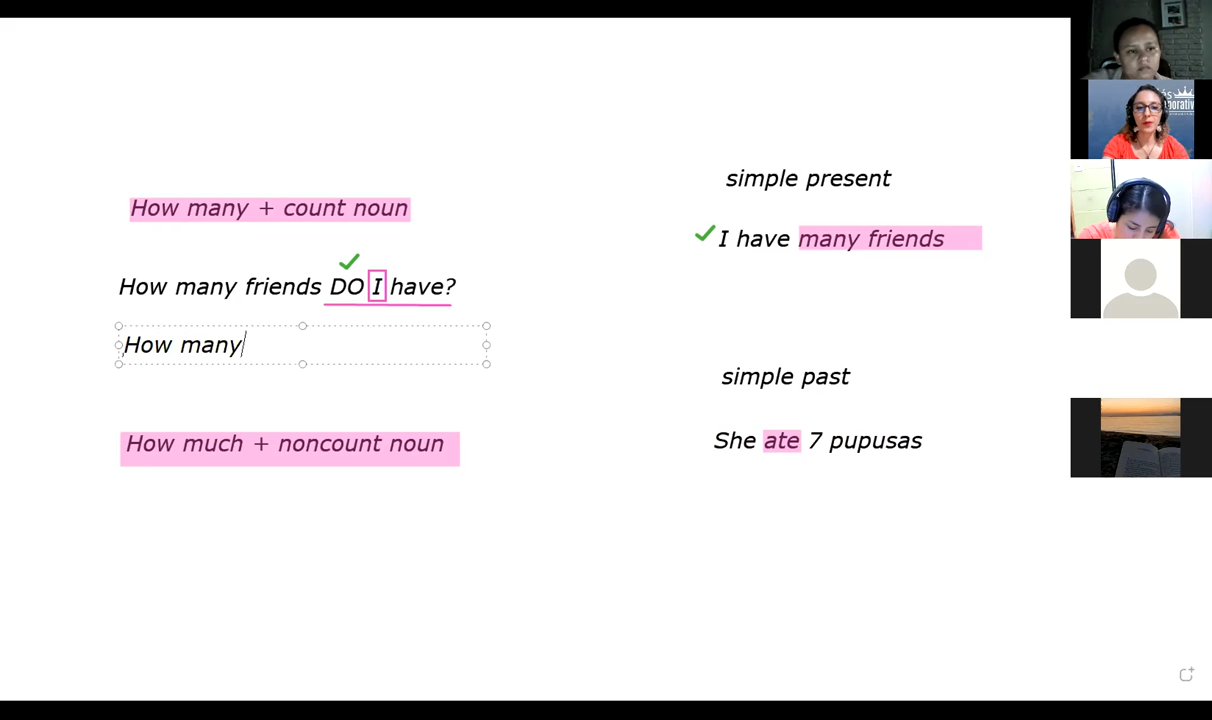 How many + count noun
How many friends DO I have?
How many
How much + noncount noun
simple present
I have many friends
simple past
She ate 7 pupusas